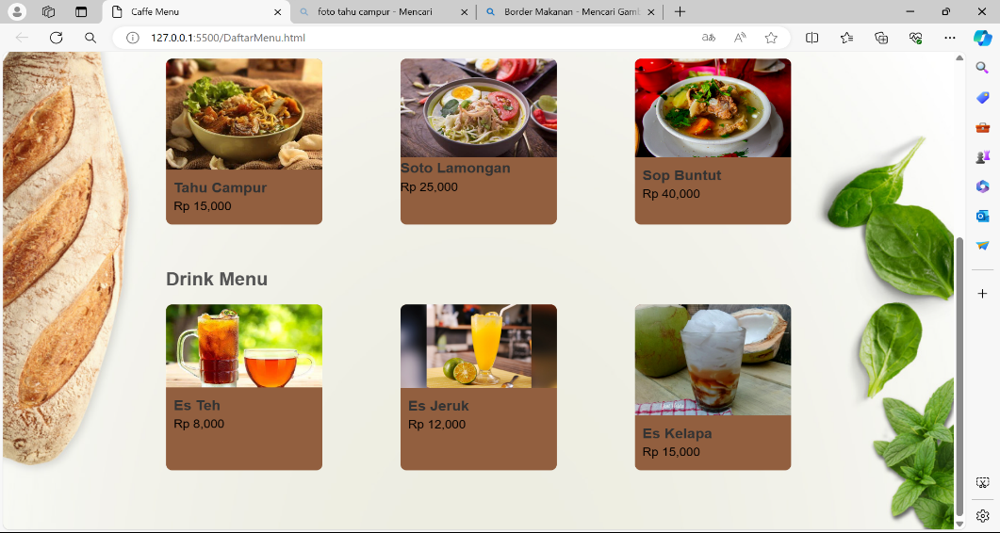 Caffe Menu
foto tahu campur - Mencari
Border Makanan - Mencari Gamb
127.0.0.1:5500/DaftarMenu.html
aあ
A
Tahu Campur
Rp 15,000
Soto Lamongan
Rp 25,000
Sop Buntut
Rp 40,000
Drink Menu
Es Teh
Rp 8,000
Es Jeruk
Rp 12,000
Es Kelapa
Rp 15,000